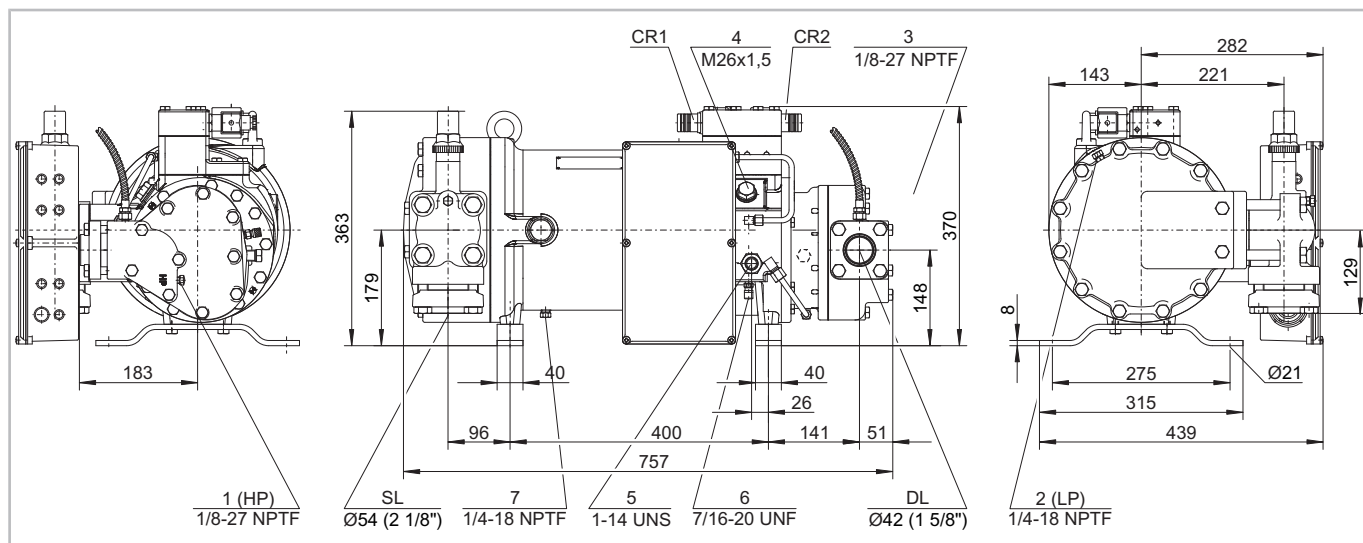 CR1
4
M26x1,5
CR2
3
1/8-27 NPTF
282
143
221
363
179
370
148
129
8
HP
183
40
40
26
96
400
141
51
757
275
Ø21
315
439
1 (HP)
1/8-27 NPTF
SL
Ø54 (2 1/8")
7
1/4-18 NPTF
5
1-14 UNS
6
7/16-20 UNF
DL
Ø42 (1 5/8")
2 (LP)
1/4-18 NPTF